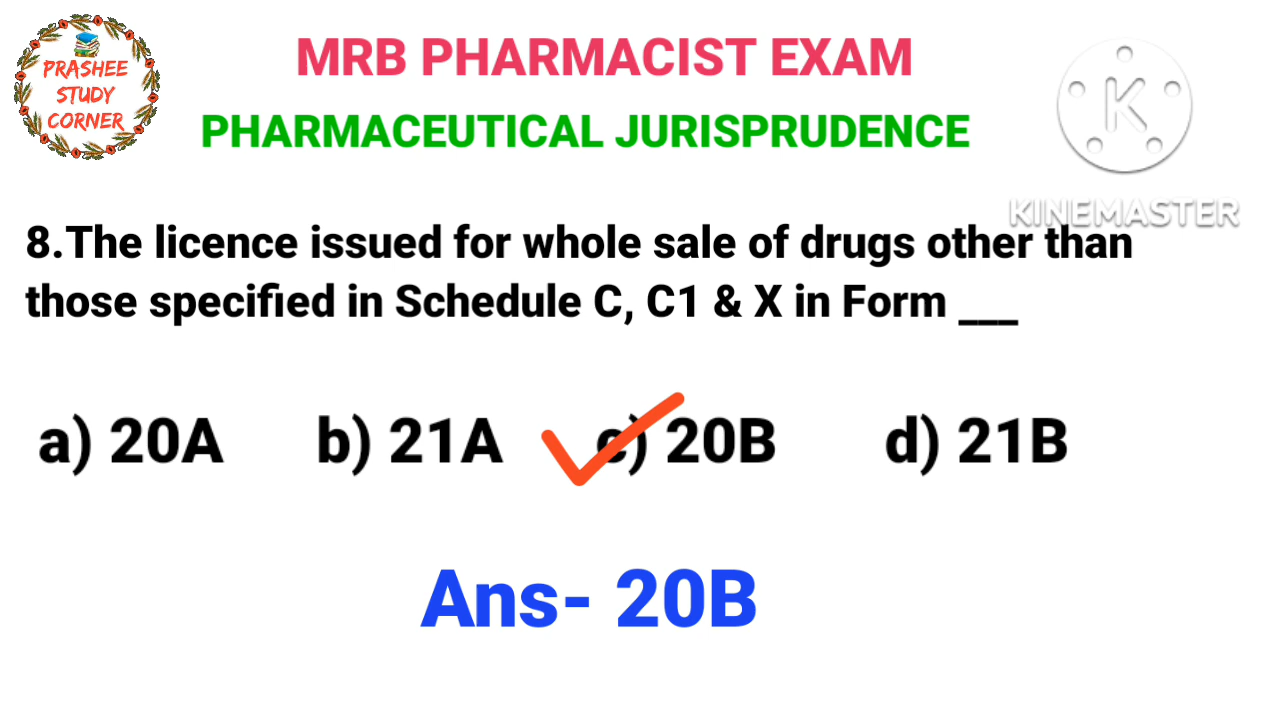 PRASHEE
STUDY
CORNER
MRB PHARMACIST EXAM
PHARMACEUTICAL JURISPRUDENCE
K
KINEMASTER
8.The licence issued for whole sale of drugs other than
those specified in Schedule C, C1 & X in Form ___
a) 20A b) 21A c) 20B d) 21B
Ans- 20B